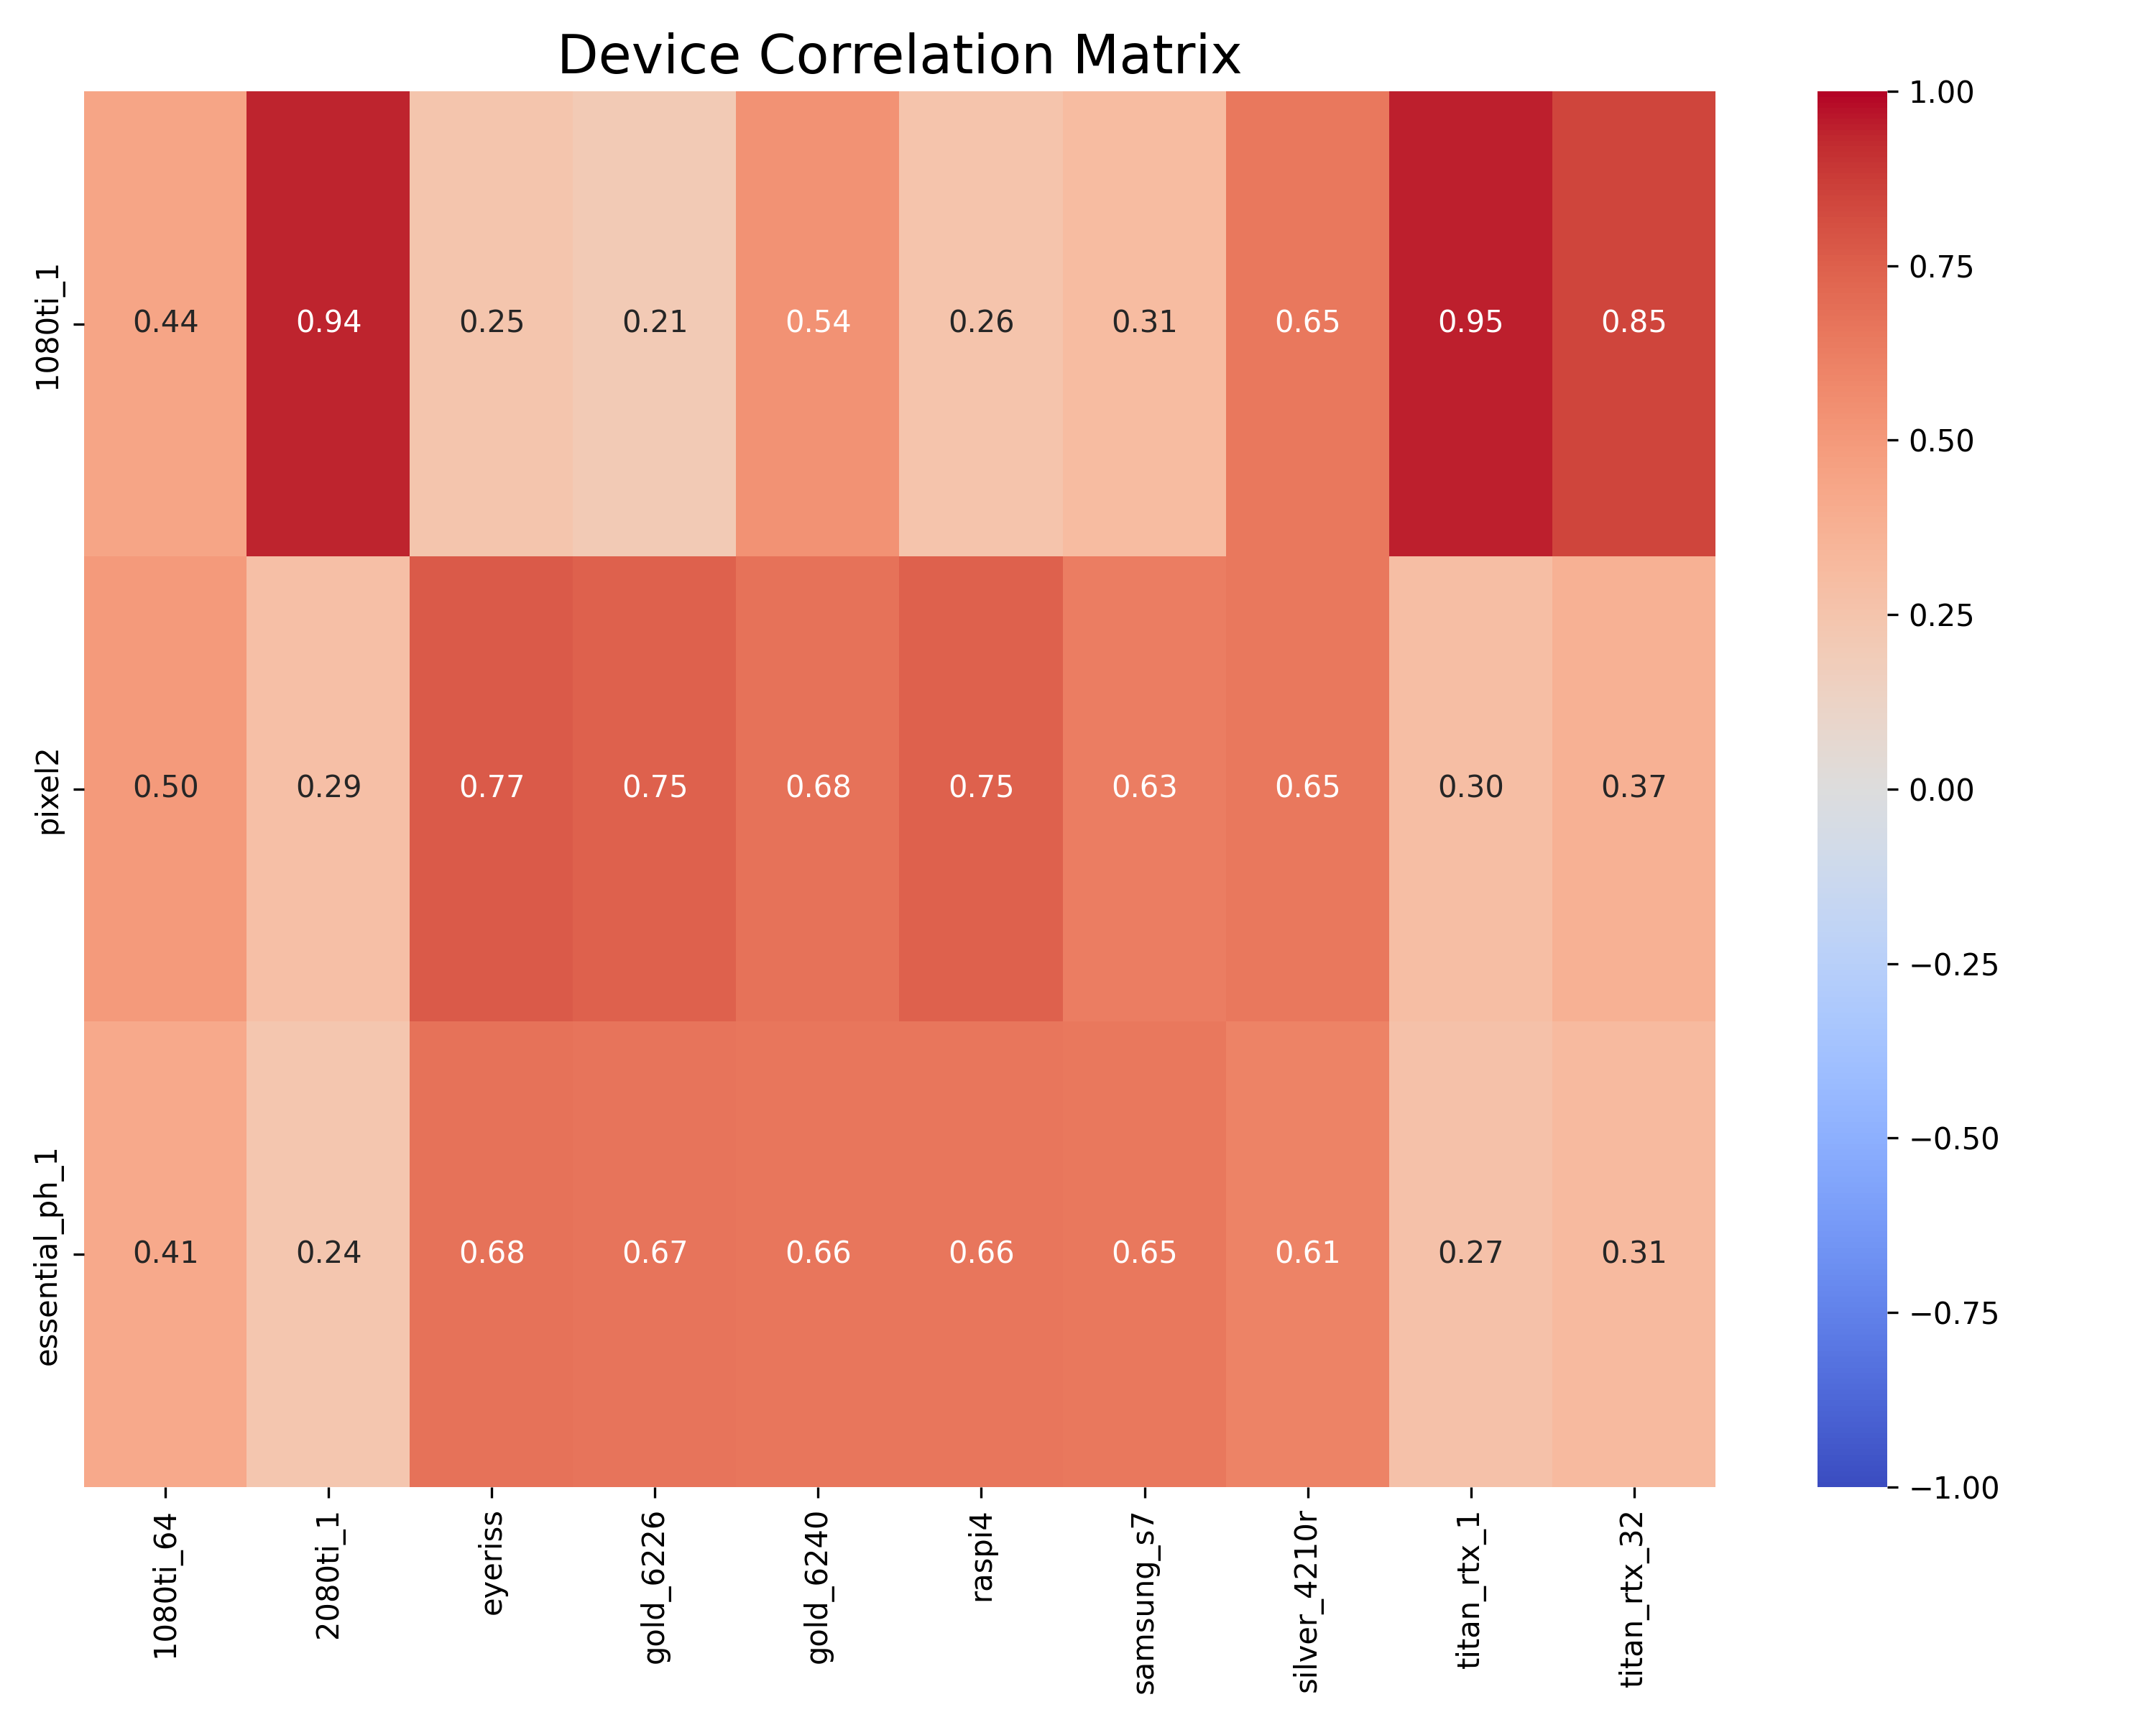 Device Correlation Matrix
1080ti_1
0.44 0.94 0.25 0.21 0.54 0.26 0.31 0.65 0.95 0.85
pixel2
0.50 0.29 0.77 0.75 0.68 0.75 0.63 0.65 0.30 0.37
essential_ph_1
0.41 0.24 0.68 0.67 0.66 0.66 0.65 0.61 0.27 0.31
1080ti_64
2080ti_1
eyeriss
gold_6226
gold_6240
raspi4
samsung_s7
silver_4210r
titan_rtx_1
titan_rtx_32
1.00
0.75
0.50
0.25
0.00
−0.25
−0.50
−0.75
−1.00